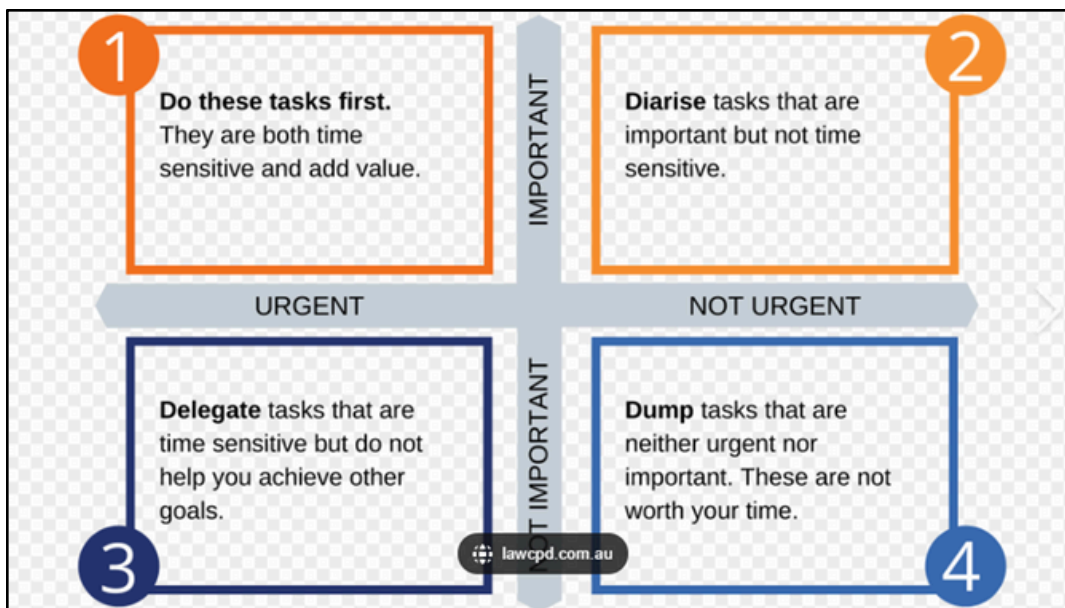 1
Do these tasks first.
They are both time
sensitive and add value.
IMPORTANT
2
Diarise tasks that are
important but not time
sensitive.
URGENT
NOT URGENT
Delegate tasks that are
time sensitive but do not
help you achieve other
goals.
3
NOT IMPORTANT
Dump tasks that are
neither urgent nor
important. These are not
worth your time.
4
lawcpd.com.au